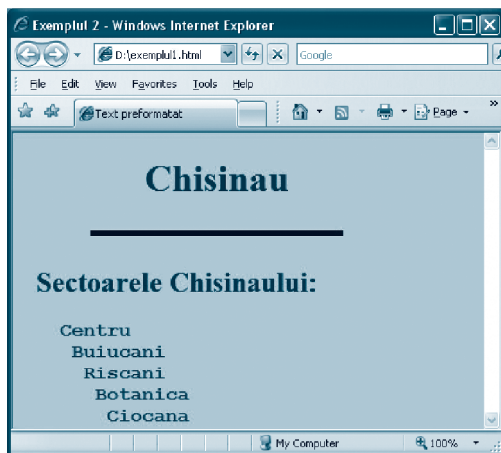 Exemplul 2 - Windows Internet Explorer
D:\exemplul1.html Google
File Edit View Favorites Tools Help
Text preformatat Page
Chisinau
Sectoarele Chisinaului:
Centru
Buiucani
Riscani
Botanica
Ciocana
My Computer 100%